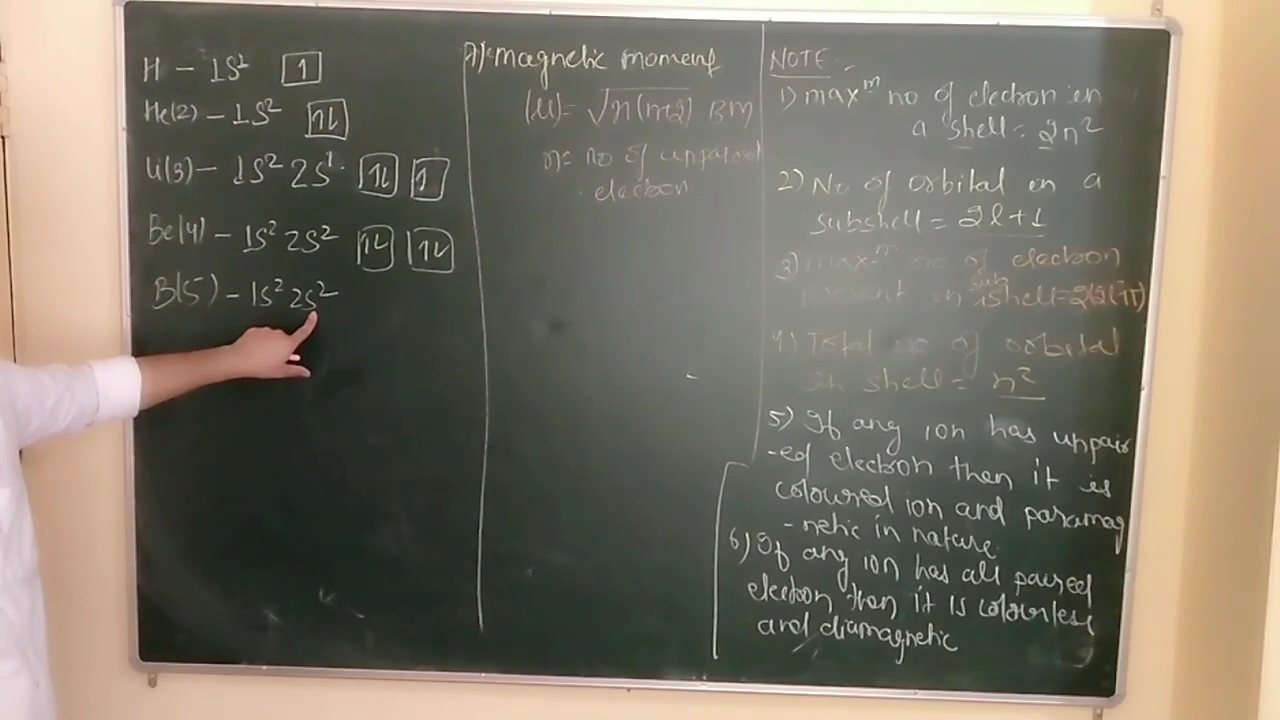 H - 1S² 1
He(2) - 1S² 1L
Li(3) - 1S² 2S¹ 1L 1
Be(4) - 1S² 2S² 1L 1L
B(5) - 1S² 2S²
7) magnetic moment
(μ) = √n(n+2) BM
n = no of unpaired
electron
NOTE :-
1) maxᵐ no of electron in
a shell = 2n²
2) No of orbital in a
subshell = 2l+1
3) maxᵐ no of electron
present in sub shell =
4) Total no of orbital
in shell = n²
5) If any ion has unpair
-ed electron then it is
coloured ion and paramag
-netic in nature
6) If any ion has all paired
electron then it is colourless
and diamagnetic